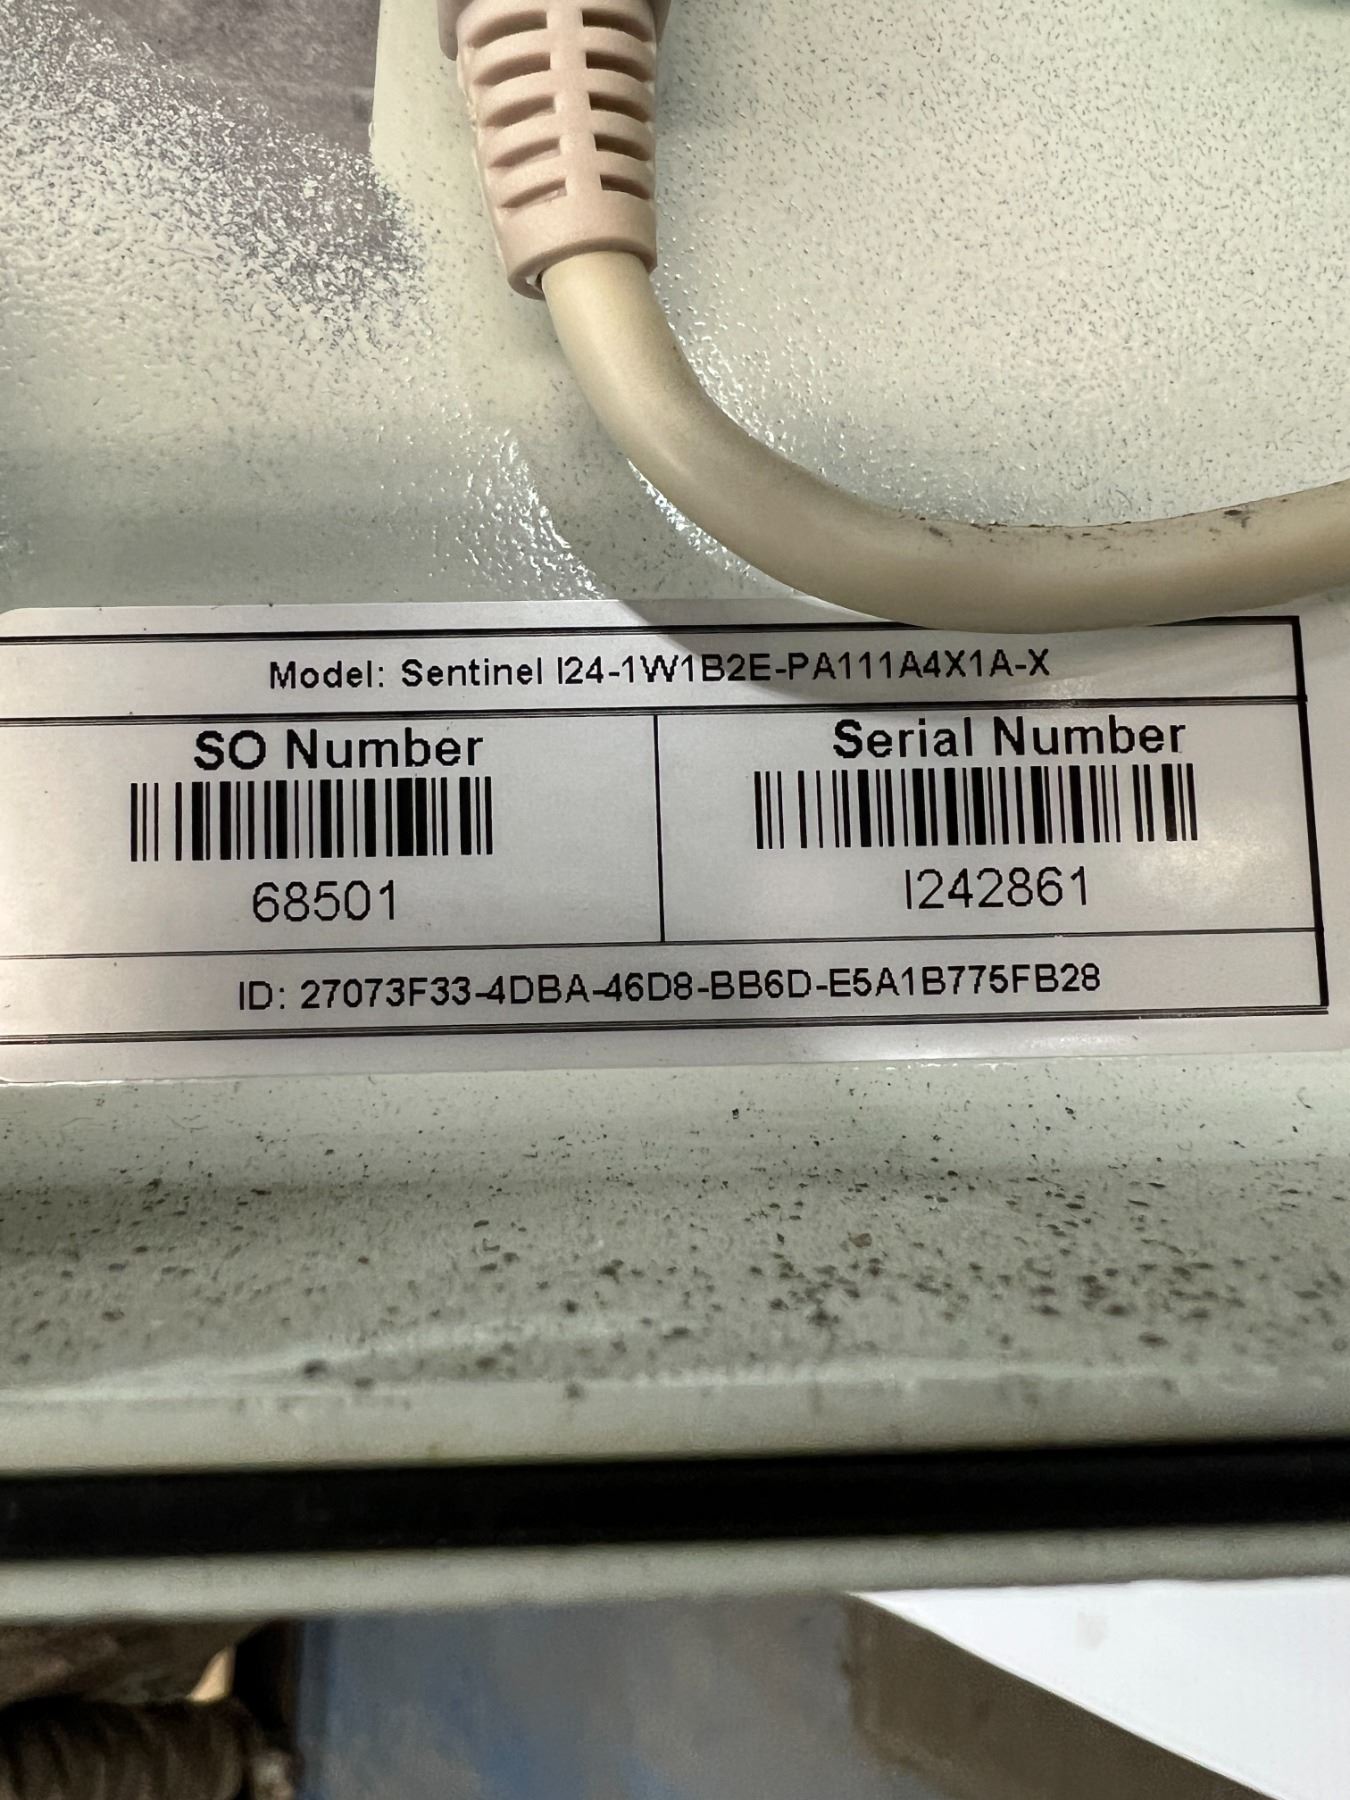 Model: Sentinel I24-1W1B2E-PA111A4X1A-X
SO Number
Serial Number
68501
I242861
ID: 27073F33-4DBA-46D8-BB6D-E5A1B775FB28